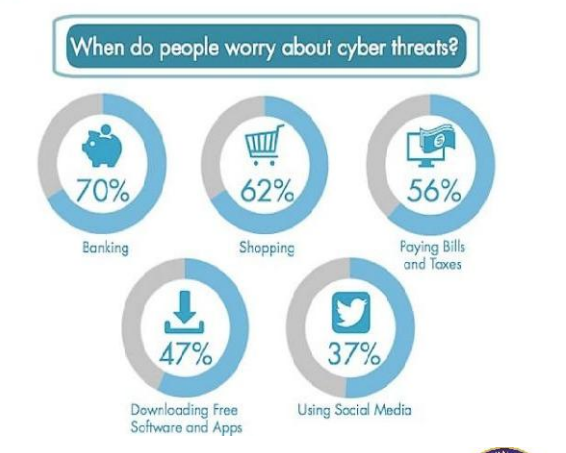 When do people worry about cyber threats?
70%
Banking
62%
Shopping
56%
Paying Bills
and Taxes
47%
Downloading Free
Software and Apps
37%
Using Social Media